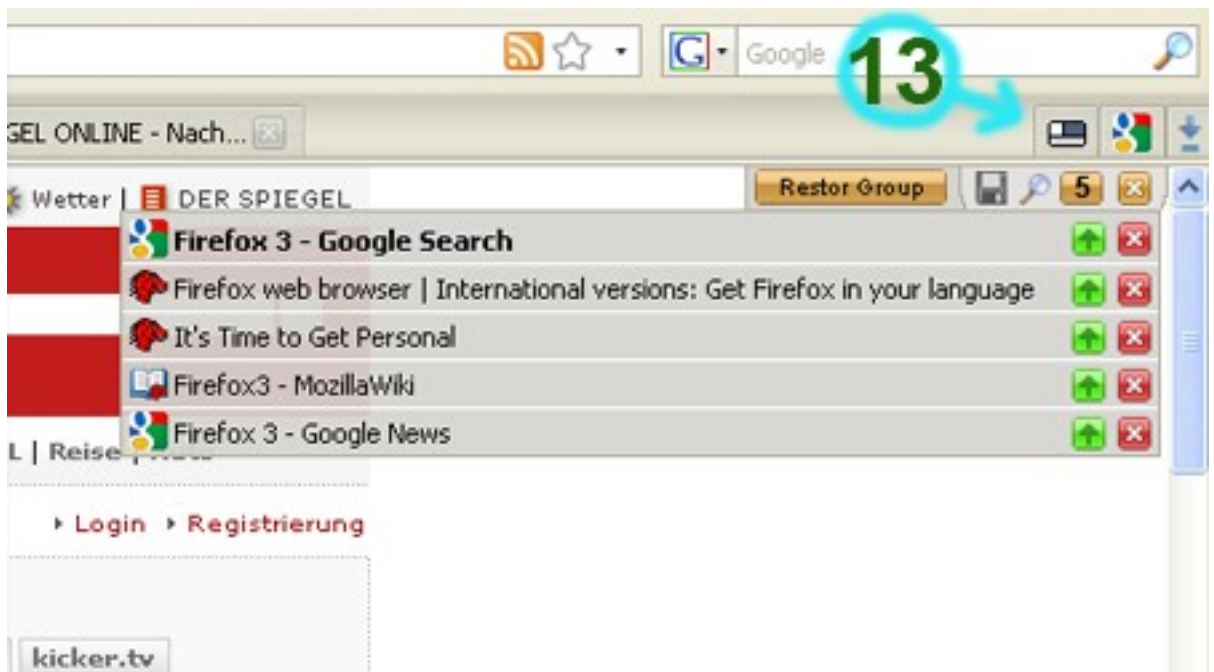 Google 13
GEL ONLINE - Nach...
Wetter | DER SPIEGEL
Restor Group 5
Firefox 3 - Google Search
Firefox web browser | International versions: Get Firefox in your language
It's Time to Get Personal
Firefox3 - MozillaWiki
Firefox 3 - Google News
L | Reise |
Login Registrierung
kicker.tv